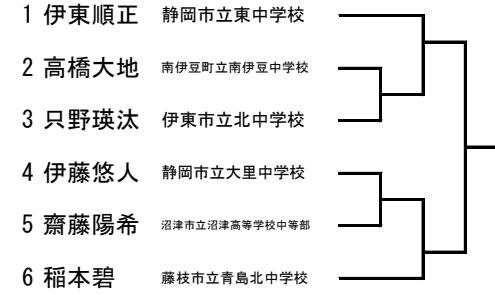 1 伊東順正 静岡市立東中学校
2 高橋大地 南伊豆町立南伊豆中学校
3 只野瑛汰 伊東市立北中学校
4 伊藤悠人 静岡市立大里中学校
5 齋藤陽希 沼津市立沼津高等学校中等部
6 稲本碧 藤枝市立青島北中学校